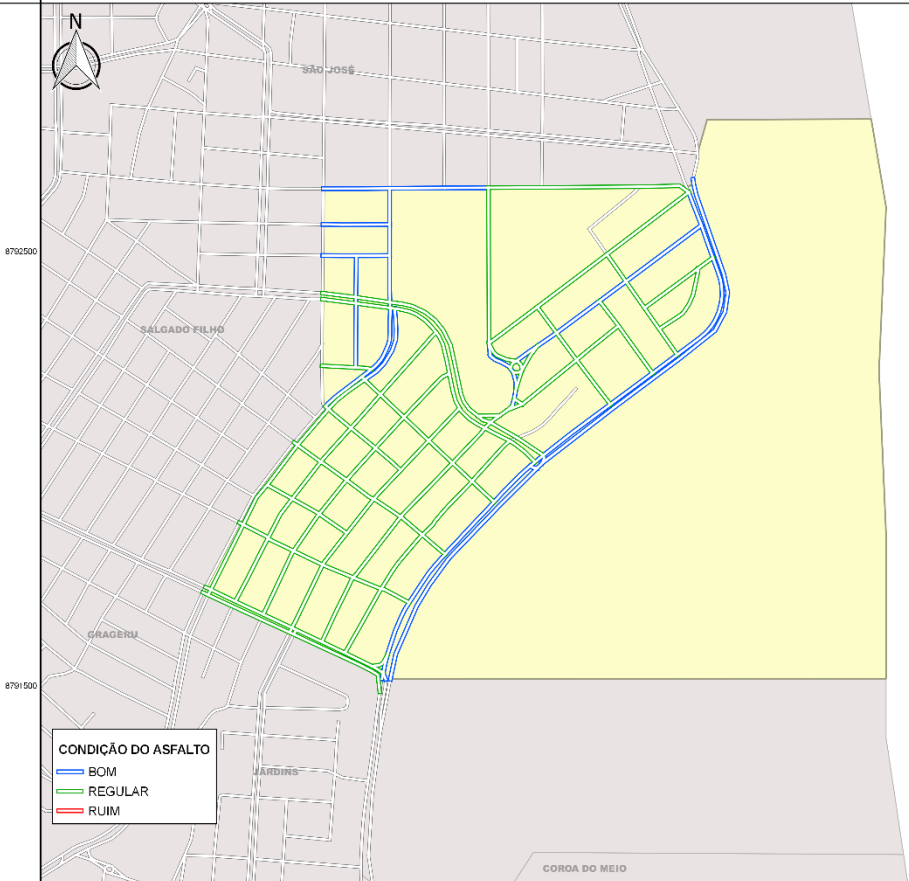 N
SÃO JOSÉ
8792500
SALGADO FILHO
GRAGERU
8791500
CONDIÇÃO DO ASFALTO
BOM
REGULAR
RUIM
JARDINS
COROA DO MEIO